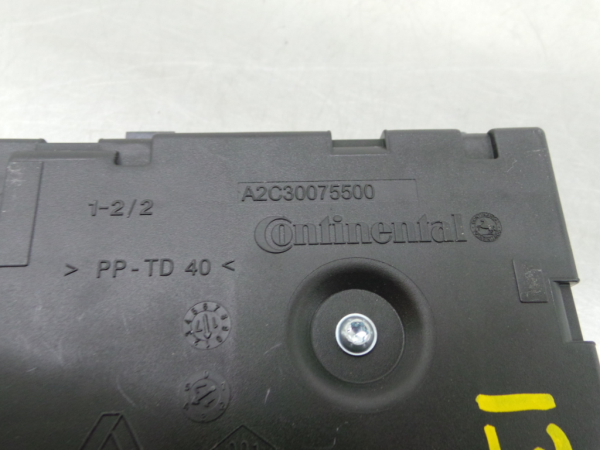 A2C30075500
1-2/2
Continental
> PP-TD 40 <